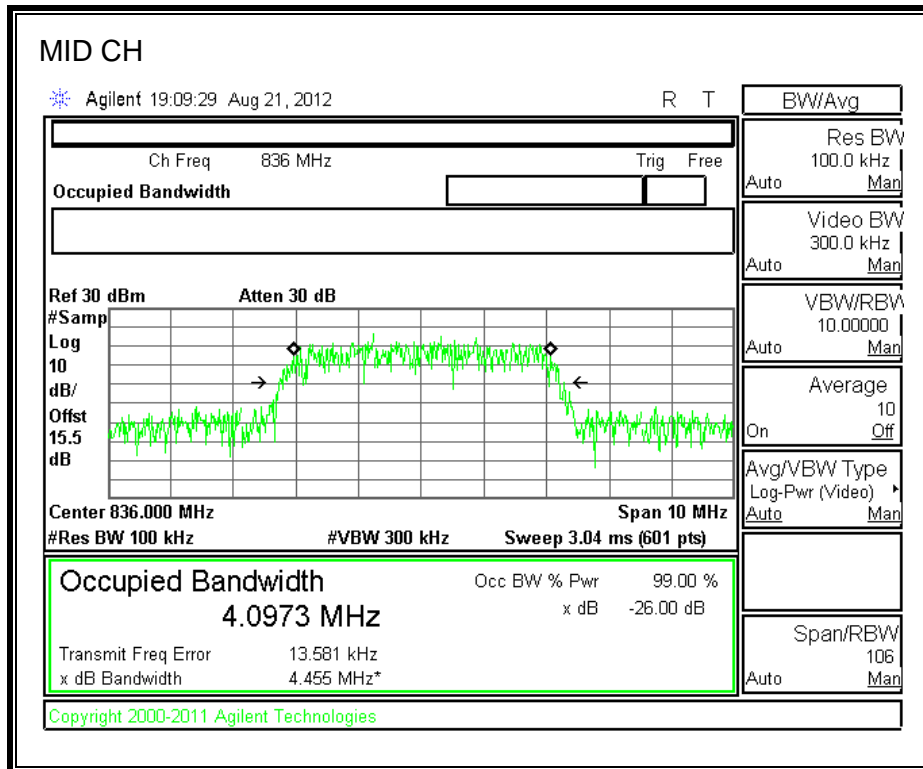 MID CH
Agilent 19:09:29 Aug 21, 2012 R T
Ch Freq 836 MHz Trig Free
Occupied Bandwidth
Ref 30 dBm Atten 30 dB
#Samp
Log
10
dB/
Offst
15.5
dB
Center 836.000 MHz Span 10 MHz
#Res BW 100 kHz #VBW 300 kHz Sweep 3.04 ms (601 pts)
Occupied Bandwidth
4.0973 MHz
Occ BW % Pwr 99.00 %
x dB -26.00 dB
Transmit Freq Error 13.581 kHz
x dB Bandwidth 4.455 MHz*
Copyright 2000-2011 Agilent Technologies
BW/Avg
Res BW
100.0 kHz
Auto Man
Video BW
300.0 kHz
Auto Man
VBW/RBW
10.00000
Auto Man
Average
10
On Off
Avg/VBW Type
Log-Pwr (Video)
Auto Man
Span/RBW
106
Auto Man